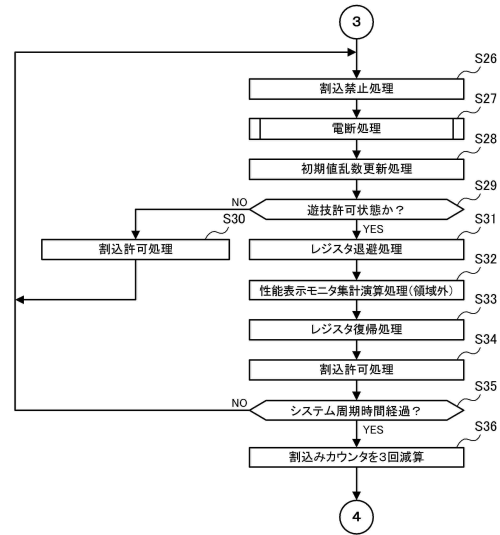 3
S26
割込禁止処理
S27
電断処理
S28
初期値乱数更新処理
S29
遊技許可状態か？
NO
YES
S30
割込許可処理
S31
レジスタ退避処理
S32
性能表示モニタ集計演算処理(領域外)
S33
レジスタ復帰処理
S34
割込許可処理
S35
システム周期時間経過？
NO
YES
S36
割込みカウンタを3回減算
4